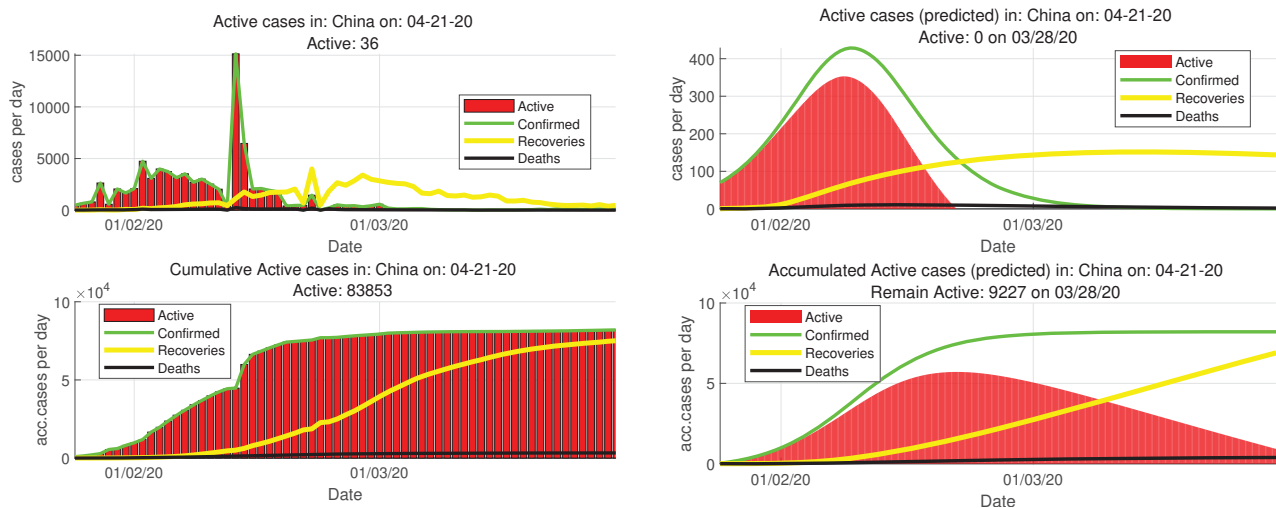 Active cases in: China on: 04-21-20
Active: 36
15000
10000
5000
0
cases per day
Active
Confirmed
Recoveries
Deaths
01/02/20
01/03/20
Date
Active cases (predicted) in: China on: 04-21-20
Active: 0 on 03/28/20
400
300
200
100
0
cases per day
Active
Confirmed
Recoveries
Deaths
01/02/20
01/03/20
Date
Cumulative Active cases in: China on: 04-21-20
Active: 83853
×10⁴
10
5
0
acc.cases per day
Active
Confirmed
Recoveries
Deaths
01/02/20
01/03/20
Date
Accumulated Active cases (predicted) in: China on: 04-21-20
Remain Active: 9227 on 03/28/20
×10⁴
10
5
0
acc.cases per day
Active
Confirmed
Recoveries
Deaths
01/02/20
01/03/20
Date